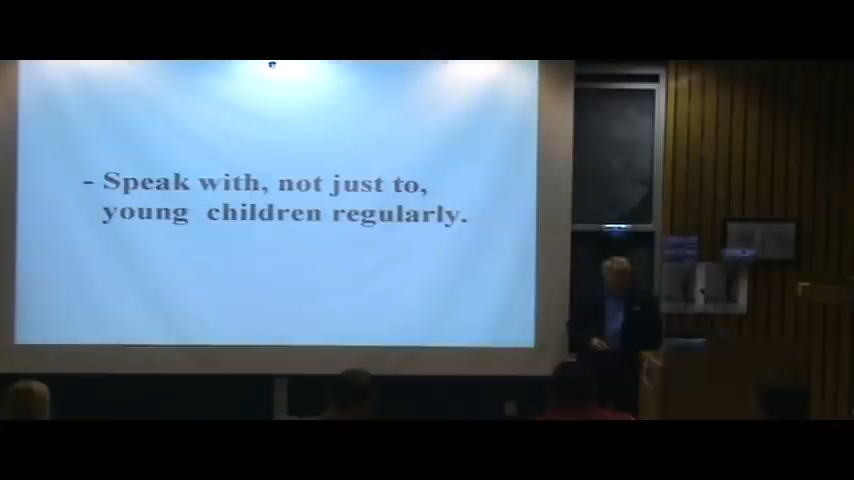 - Speak with, not just to,
young children regularly.